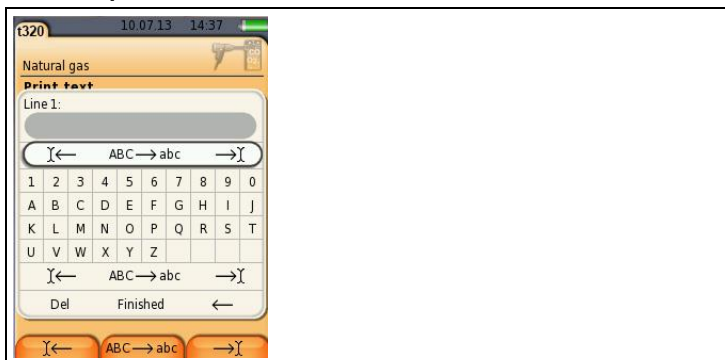 t320 10.07.13 14:37
Natural gas
Print text
Line 1:
ABC→abc
1 2 3 4 5 6 7 8 9 0
A B C D E F G H I J
K L M N O P Q R S T
U V W X Y Z
ABC→abc
Del Finished ←
ABC→abc